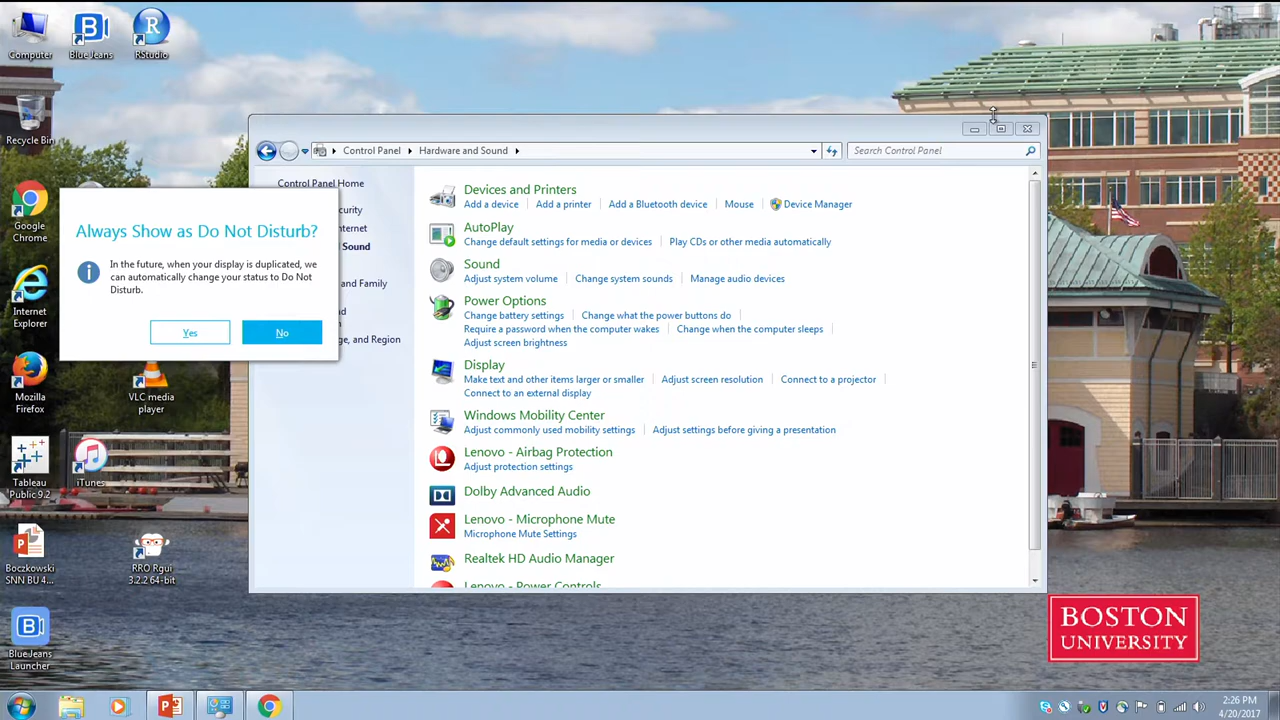 Computer
Blue Jeans
RStudio
Recycle Bin
Google
Chrome
Internet
Explorer
Mozilla
Firefox
VLC media
player
Tableau
Public 9.2
iTunes
Boczkowski
SNN BU 4...
RRO Rgui
3.2.2 64-bit
BlueJeans
Launcher
Always Show as Do Not Disturb?
In the future, when your display is duplicated, we
can automatically change your status to Do Not
Disturb.
Yes
No
Control Panel
Hardware and Sound
Search Control Panel
Control Panel Home
curity
ternet
Sound
and Family
nd
age, and Region
Devices and Printers
Add a device
Add a printer
Add a Bluetooth device
Mouse
Device Manager
AutoPlay
Change default settings for media or devices
Play CDs or other media automatically
Sound
Adjust system volume
Change system sounds
Manage audio devices
Power Options
Change battery settings
Change what the power buttons do
Require a password when the computer wakes
Change when the computer sleeps
Adjust screen brightness
Display
Make text and other items larger or smaller
Adjust screen resolution
Connect to a projector
Connect to an external display
Windows Mobility Center
Adjust commonly used mobility settings
Adjust settings before giving a presentation
Lenovo - Airbag Protection
Adjust protection settings
Dolby Advanced Audio
Lenovo - Microphone Mute
Microphone Mute Settings
Realtek HD Audio Manager
Lenovo - Power Controls
BOSTON
UNIVERSITY
2:26 PM
4/20/2017